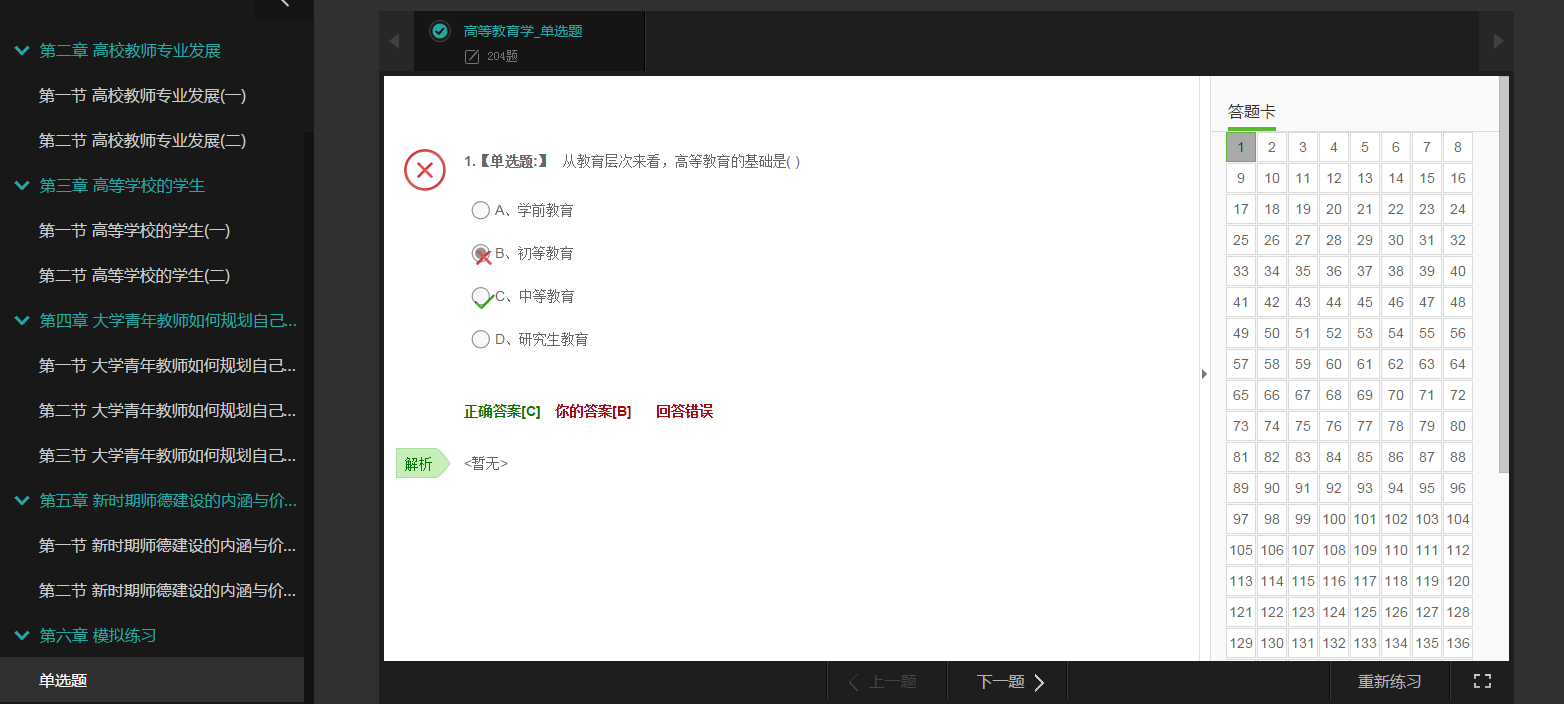 第二章 高校教师专业发展
第一节 高校教师专业发展(一)
第二节 高校教师专业发展(二)
第三章 高等学校的学生
第一节 高等学校的学生(一)
第二节 高等学校的学生(二)
第四章 大学青年教师如何规划自己...
第一节 大学青年教师如何规划自己...
第二节 大学青年教师如何规划自己...
第三节 大学青年教师如何规划自己...
第五章 新时期师德建设的内涵与价...
第一节 新时期师德建设的内涵与价...
第二节 新时期师德建设的内涵与价...
第六章 模拟练习
单选题
高等教育学_单选题
204题
1.【单选题:】 从教育层次来看，高等教育的基础是( )
A、学前教育
B、初等教育
C、中等教育
D、研究生教育
正确答案[C] 你的答案[B] 回答错误
解析 <暂无>
答题卡
1 2 3 4 5 6 7 8
9 10 11 12 13 14 15 16
17 18 19 20 21 22 23 24
25 26 27 28 29 30 31 32
33 34 35 36 37 38 39 40
41 42 43 44 45 46 47 48
49 50 51 52 53 54 55 56
57 58 59 60 61 62 63 64
65 66 67 68 69 70 71 72
73 74 75 76 77 78 79 80
81 82 83 84 85 86 87 88
89 90 91 92 93 94 95 96
97 98 99 100 101 102 103 104
105 106 107 108 109 110 111 112
113 114 115 116 117 118 119 120
121 122 123 124 125 126 127 128
129 130 131 132 133 134 135 136
上一题 下一题 重新练习